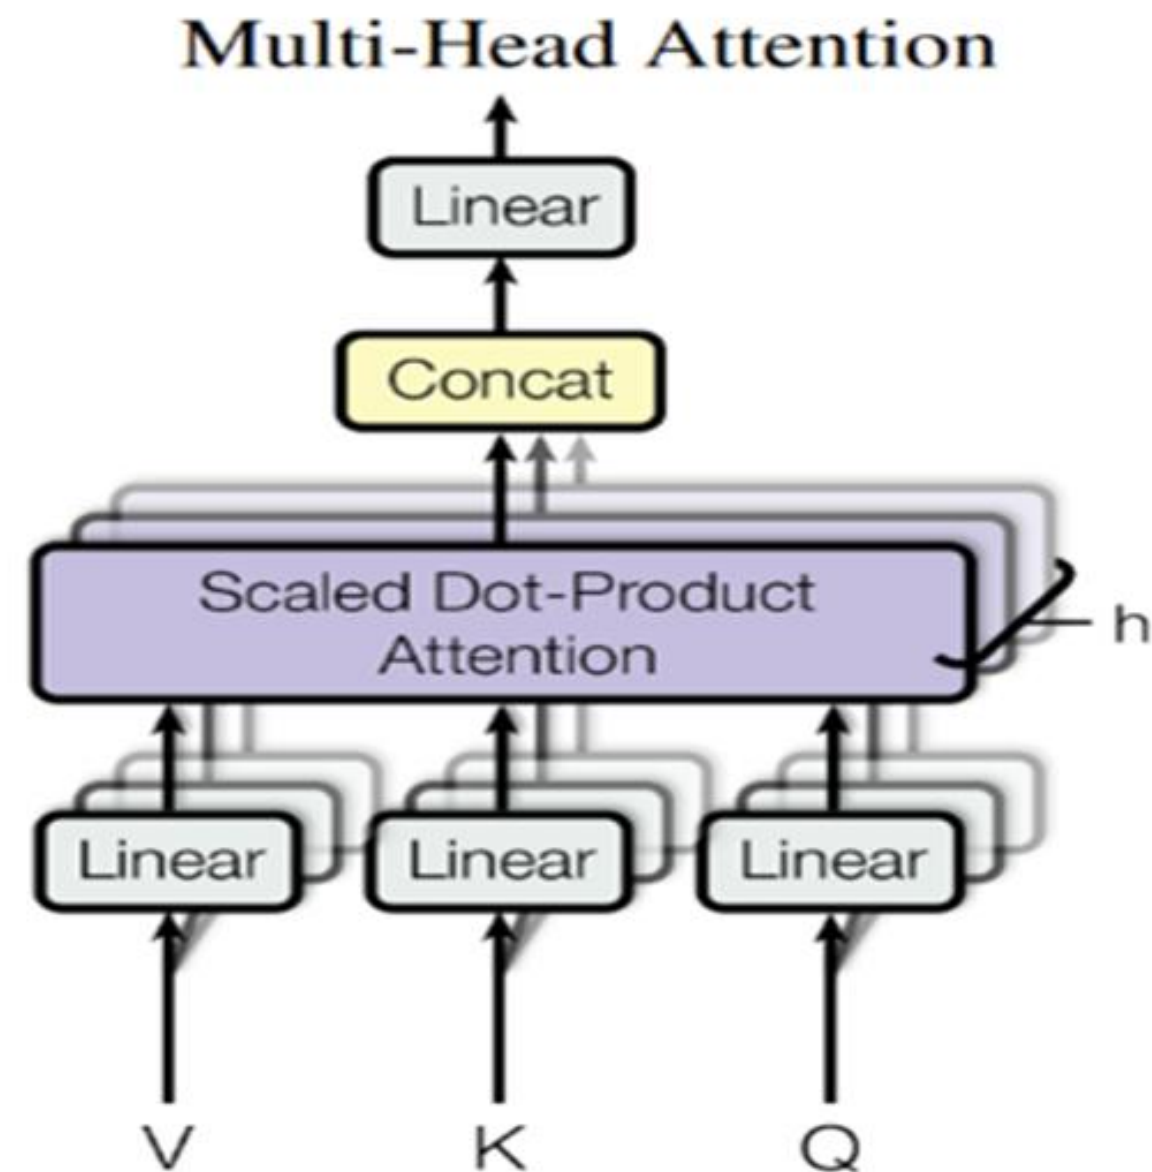 Multi-Head Attention
Linear
Concat
Scaled Dot-Product
Attention
h
Linear
Linear
Linear
V
K
Q